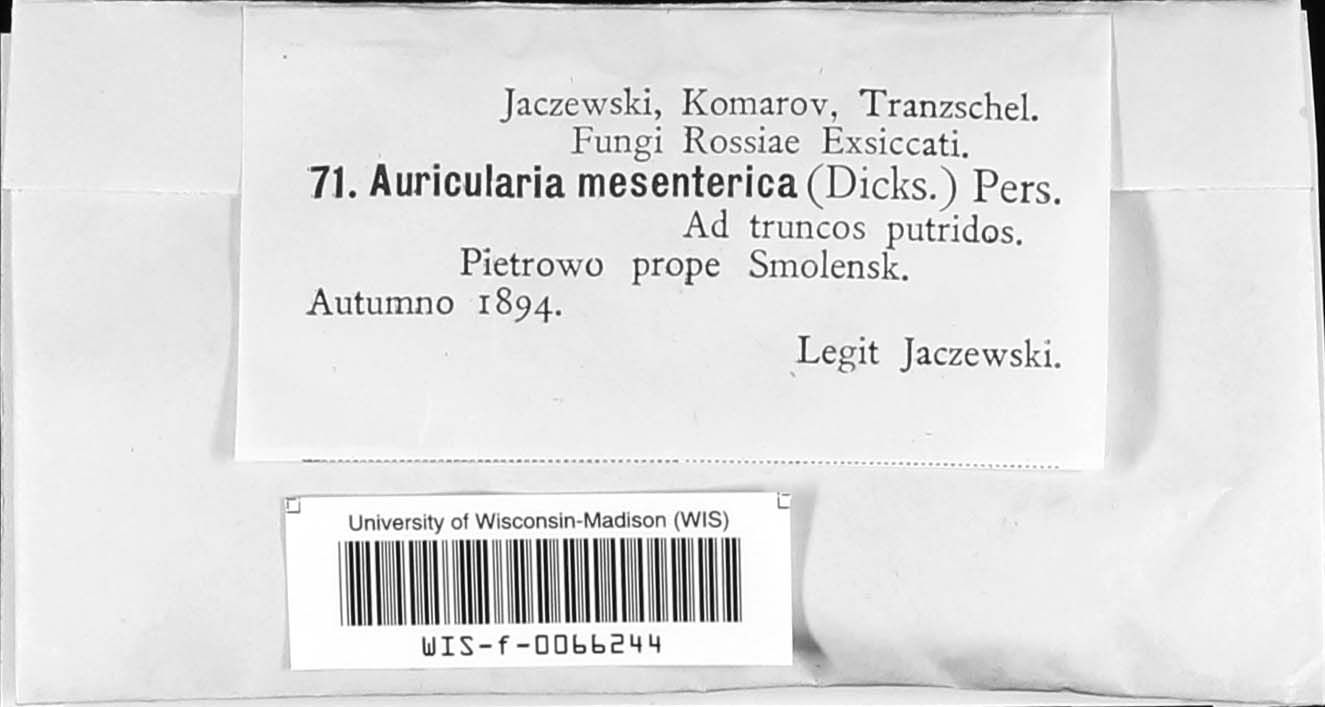 Jaczewski, Komarov, Tranzschel.
Fungi Rossiae Exsiccati.
71. Auricularia mesenterica (Dicks.) Pers.
Ad truncos putridos.
Pietrowo prope Smolensk.
Autumno 1894.
Legit Jaczewski.
University of Wisconsin-Madison (WIS)
WIS-f-0066244